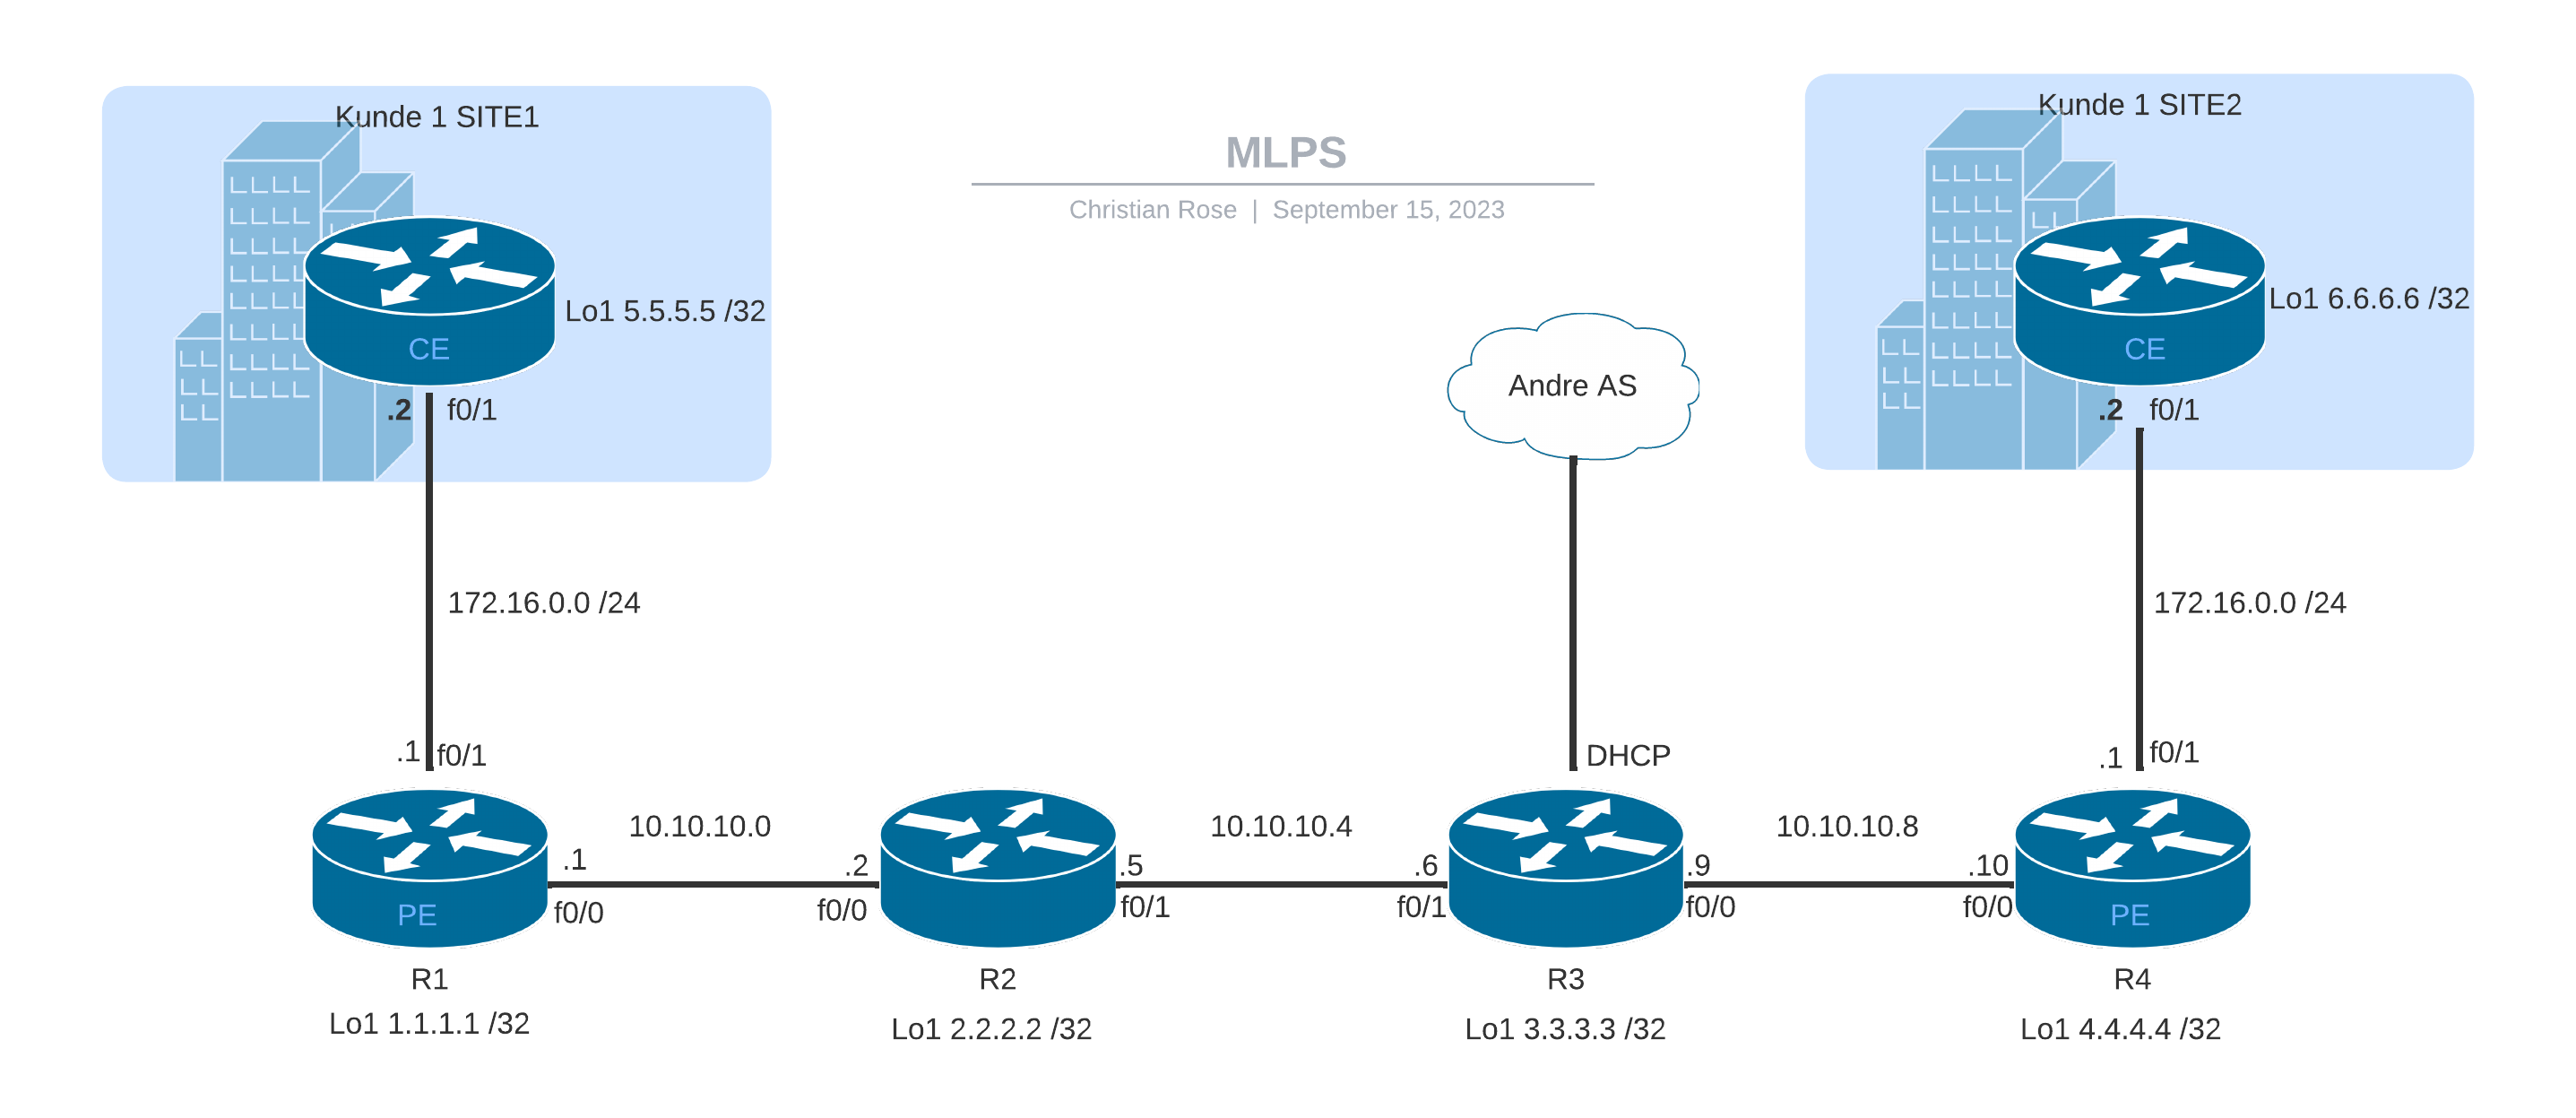 Kunde 1 SITE1
Kunde 1 SITE2
MLPS
Christian Rose | September 15, 2023
CE
Lo1 5.5.5.5 /32
.2 f0/1
Andre AS
CE
Lo1 6.6.6.6 /32
.2 f0/1
172.16.0.0 /24
172.16.0.0 /24
.1 f0/1
DHCP
.1 f0/1
10.10.10.0
10.10.10.4
10.10.10.8
.1
.2
.5
.6
.9
.10
PE
f0/0
f0/0
f0/1
f0/1
f0/0
f0/0
PE
R1
R2
R3
R4
Lo1 1.1.1.1 /32
Lo1 2.2.2.2 /32
Lo1 3.3.3.3 /32
Lo1 4.4.4.4 /32